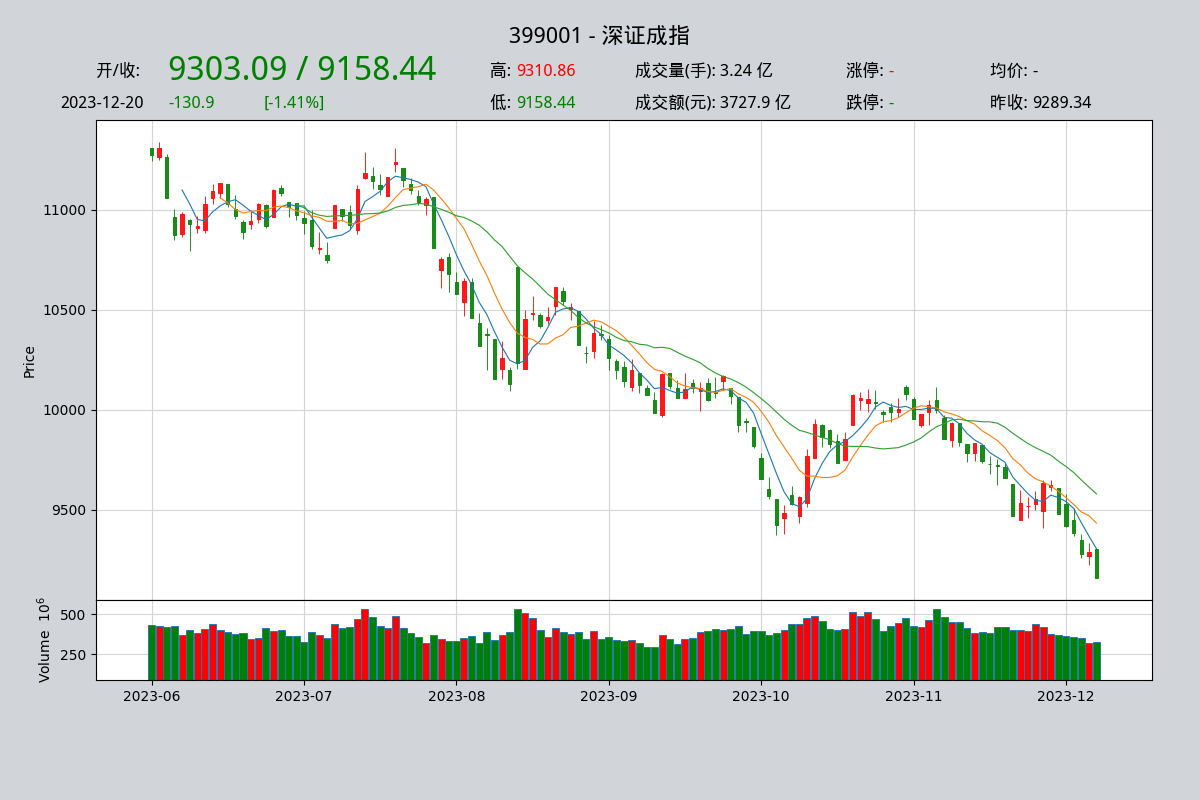 399001 - 深证成指
开/收: 9303.09 / 9158.44 高: 9310.86 成交量(手): 3.24 亿 涨停: - 均价: -
2023-12-20 -130.9 [-1.41%] 低: 9158.44 成交额(元): 3727.9 亿 跌停: - 昨收: 9289.34
11000
10500
10000
9500
Price
500
250
Volume 10^6
2023-06 2023-07 2023-08 2023-09 2023-10 2023-11 2023-12